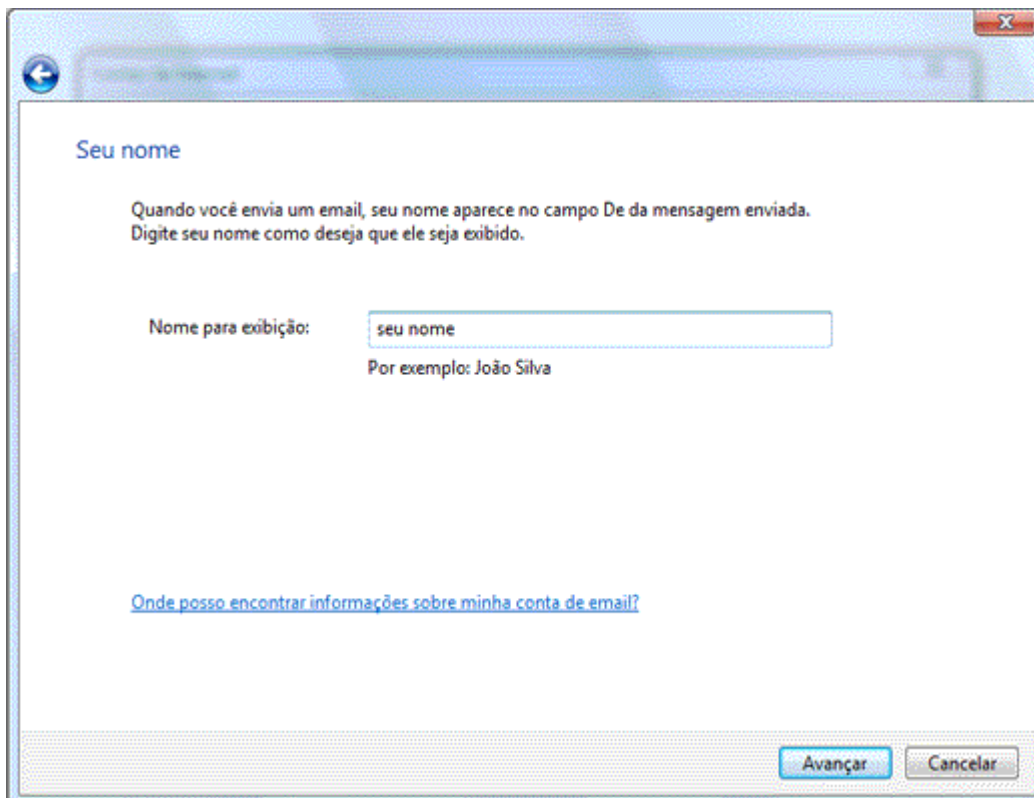 Seu nome
Quando você envia um email, seu nome aparece no campo De da mensagem enviada.
Digite seu nome como deseja que ele seja exibido.
Nome para exibição:
seu nome
Por exemplo: João Silva
Onde posso encontrar informações sobre minha conta de email?
Avançar
Cancelar